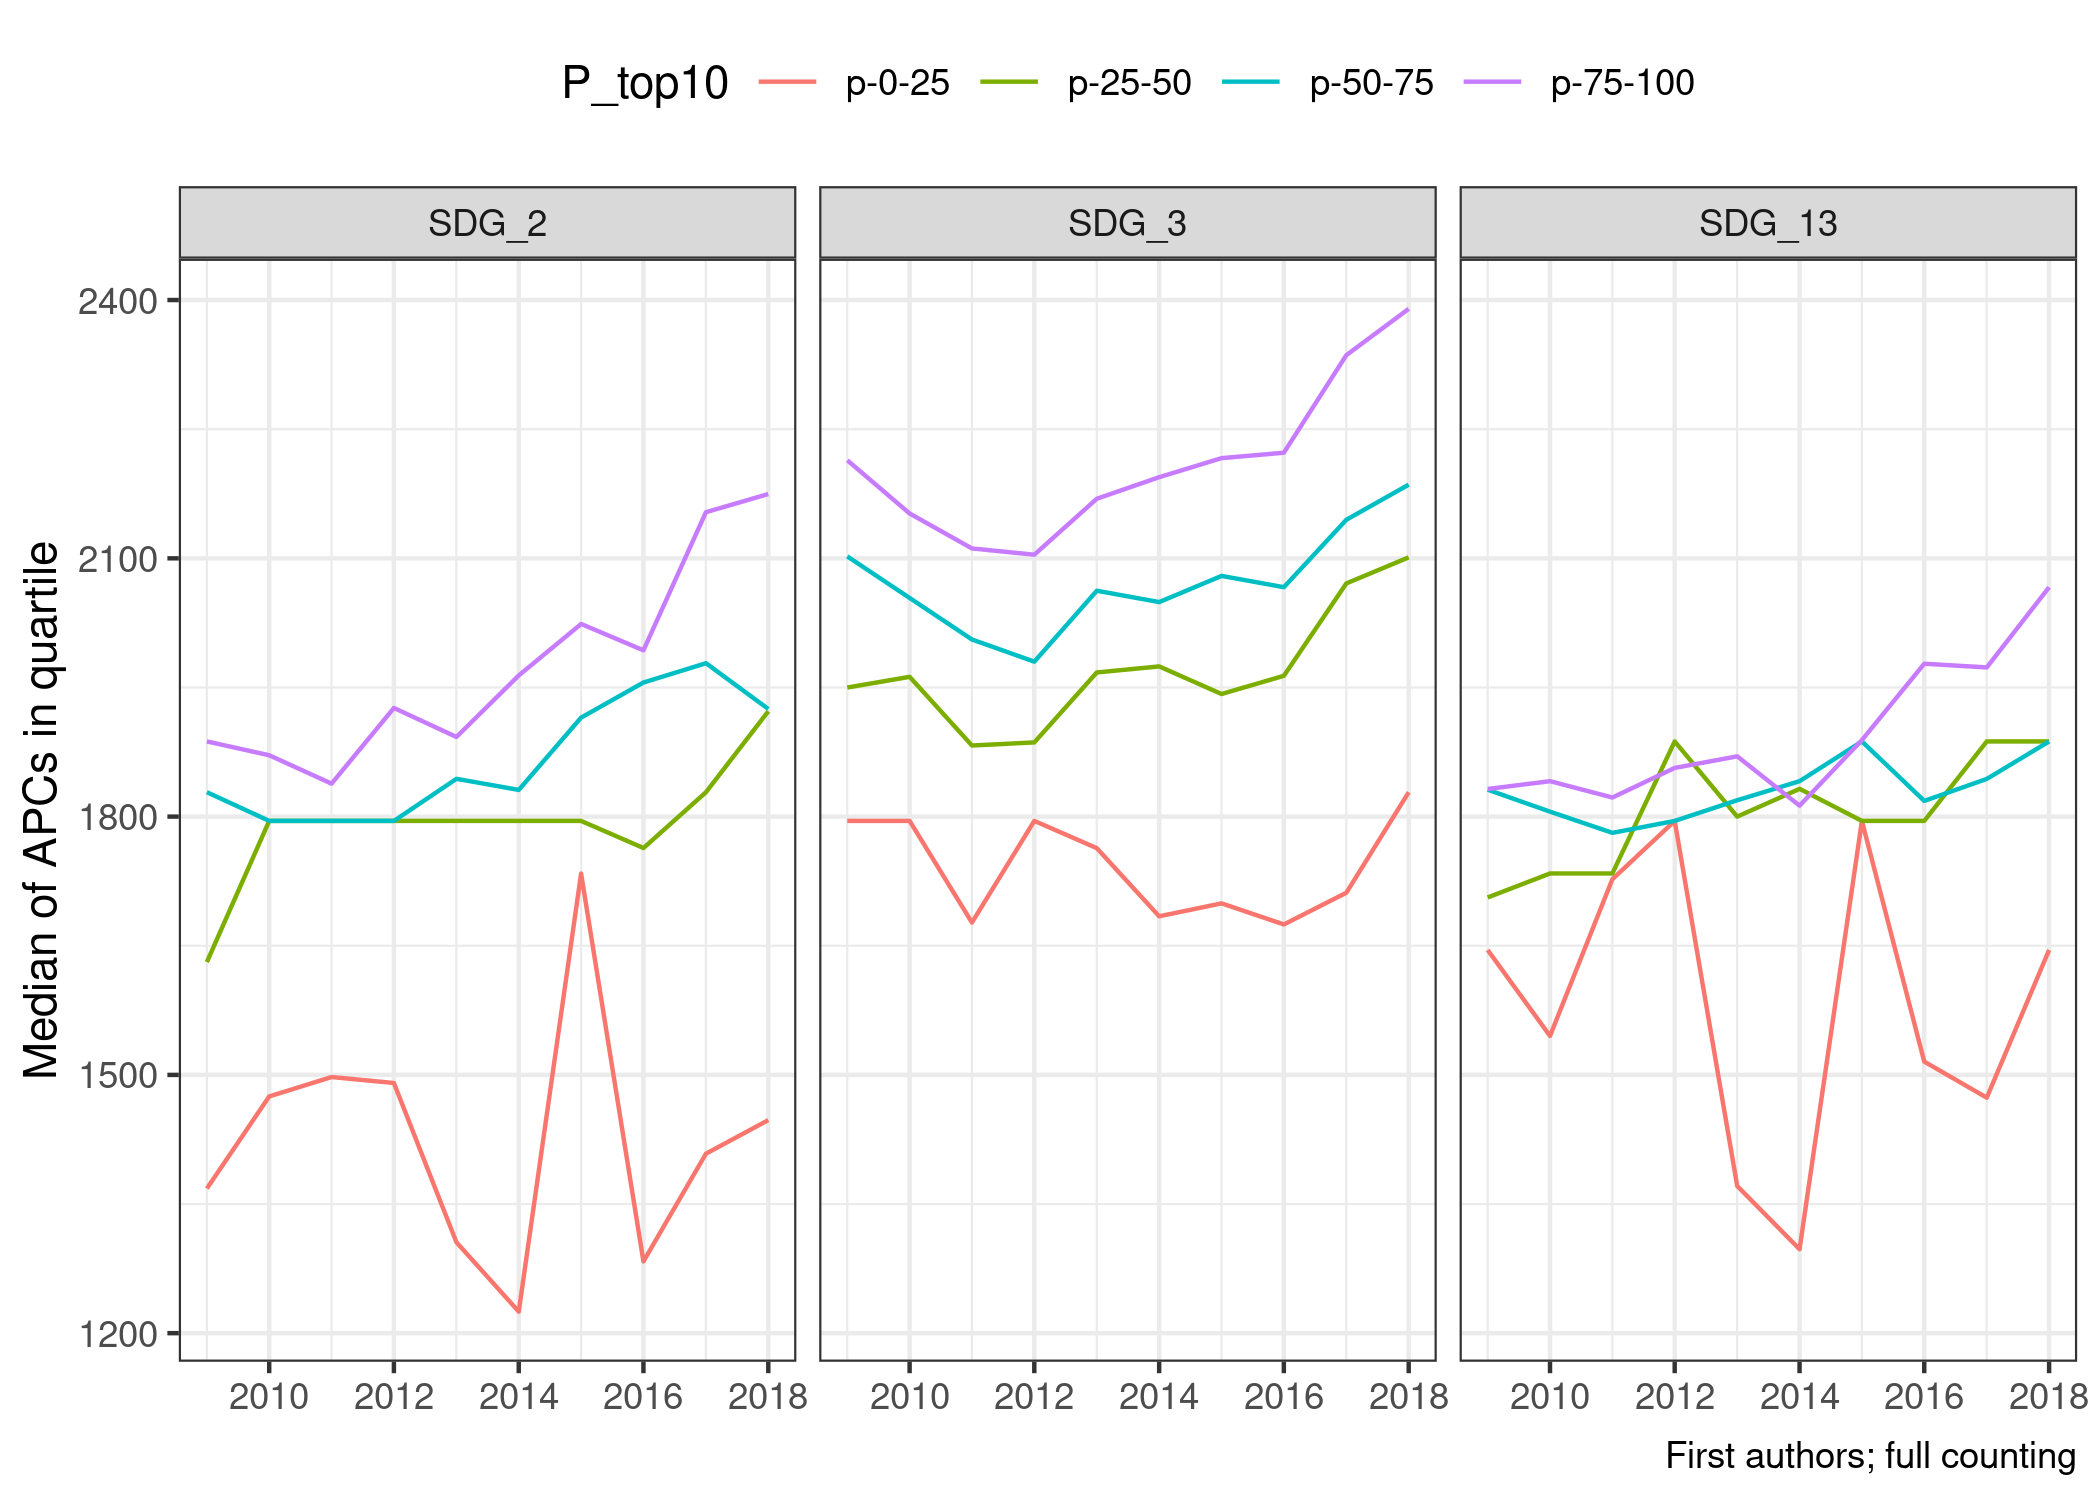 P_top10 p-0-25 p-25-50 p-50-75 p-75-100
SDG_2 SDG_3 SDG_13
Median of APCs in quartile
2400
2100
1800
1500
1200
2010 2012 2014 2016 2018 2010 2012 2014 2016 2018 2010 2012 2014 2016 2018
First authors; full counting